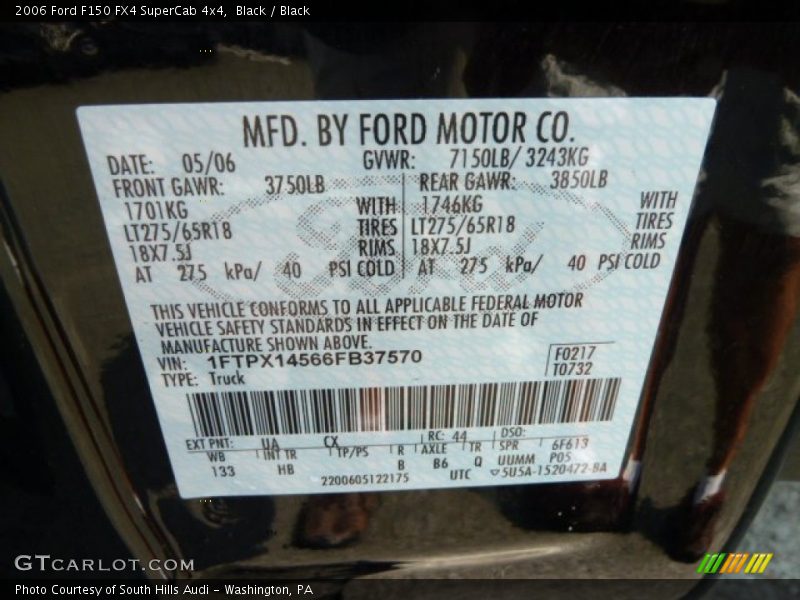 2006 Ford F150 FX4 SuperCab 4x4, Black / Black
MFD. BY FORD MOTOR CO.
DATE: 05/06 GVWR: 7150LB/ 3243KG
FRONT GAWR: 3750LB REAR GAWR: 3850LB
1701KG WITH 1746KG WITH
LT275/65R18 TIRES LT275/65R18 TIRES
18X7.5J RIMS 18X7.5J RIMS
AT 275 kPa/ 40 PSI COLD AT 275 kPa/ 40 PSI COLD
Ford
THIS VEHICLE CONFORMS TO ALL APPLICABLE FEDERAL MOTOR
VEHICLE SAFETY STANDARDS IN EFFECT ON THE DATE OF
MANUFACTURE SHOWN ABOVE.
VIN: 1FTPX14566FB37570 F0217
TYPE: Truck T0732
EXT PNT: UA CX RC: 44 DSO:
WB INT TR TP/PS R AXLE TR SPR 6F613
133 HB B B6 Q UUMM P05
2200605122175 UTC 5U5A-1520472-BA
GTcarlot.com
Photo Courtesy of South Hills Audi - Washington, PA